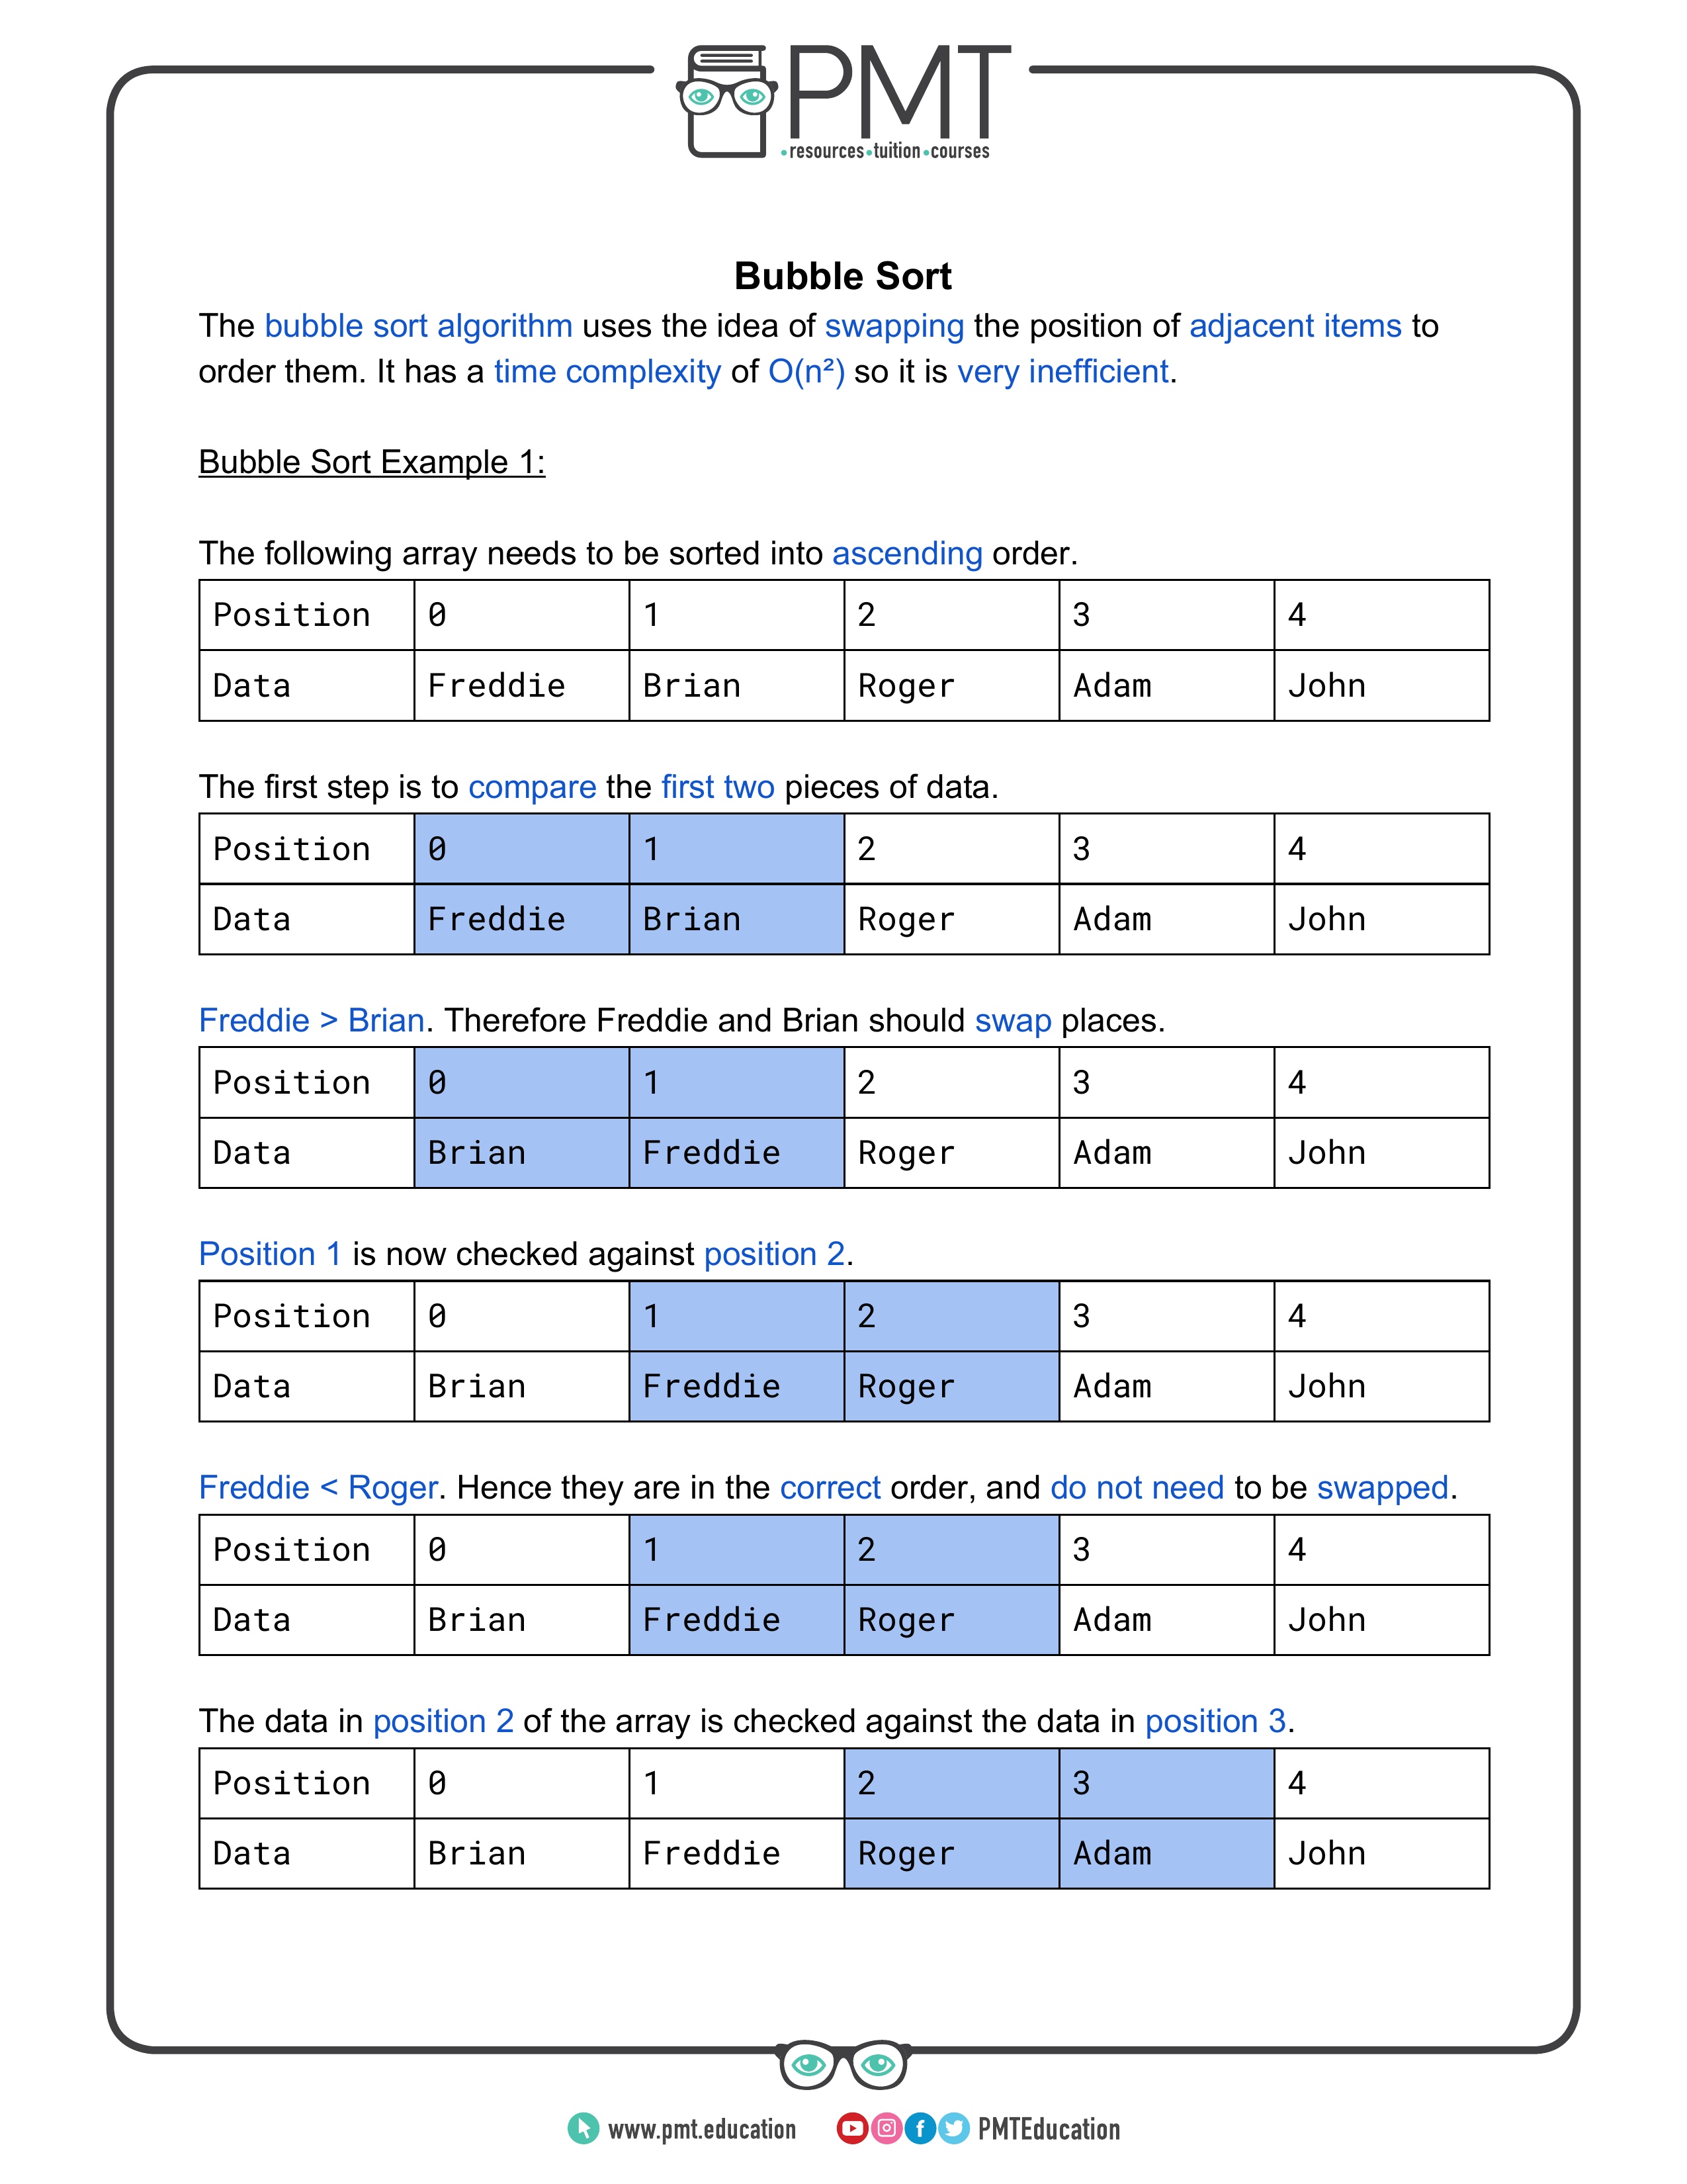 PMT
•resources•tuition•courses
Bubble Sort
The bubble sort algorithm uses the idea of swapping the position of adjacent items to
order them. It has a time complexity of O(n²) so it is very inefficient.
Bubble Sort Example 1:
The following array needs to be sorted into ascending order.
Position 0 1 2 3 4
Data Freddie Brian Roger Adam John
The first step is to compare the first two pieces of data.
Position 0 1 2 3 4
Data Freddie Brian Roger Adam John
Freddie > Brian. Therefore Freddie and Brian should swap places.
Position 0 1 2 3 4
Data Brian Freddie Roger Adam John
Position 1 is now checked against position 2.
Position 0 1 2 3 4
Data Brian Freddie Roger Adam John
Freddie < Roger. Hence they are in the correct order, and do not need to be swapped.
Position 0 1 2 3 4
Data Brian Freddie Roger Adam John
The data in position 2 of the array is checked against the data in position 3.
Position 0 1 2 3 4
Data Brian Freddie Roger Adam John
www.pmt.education PMTEducation